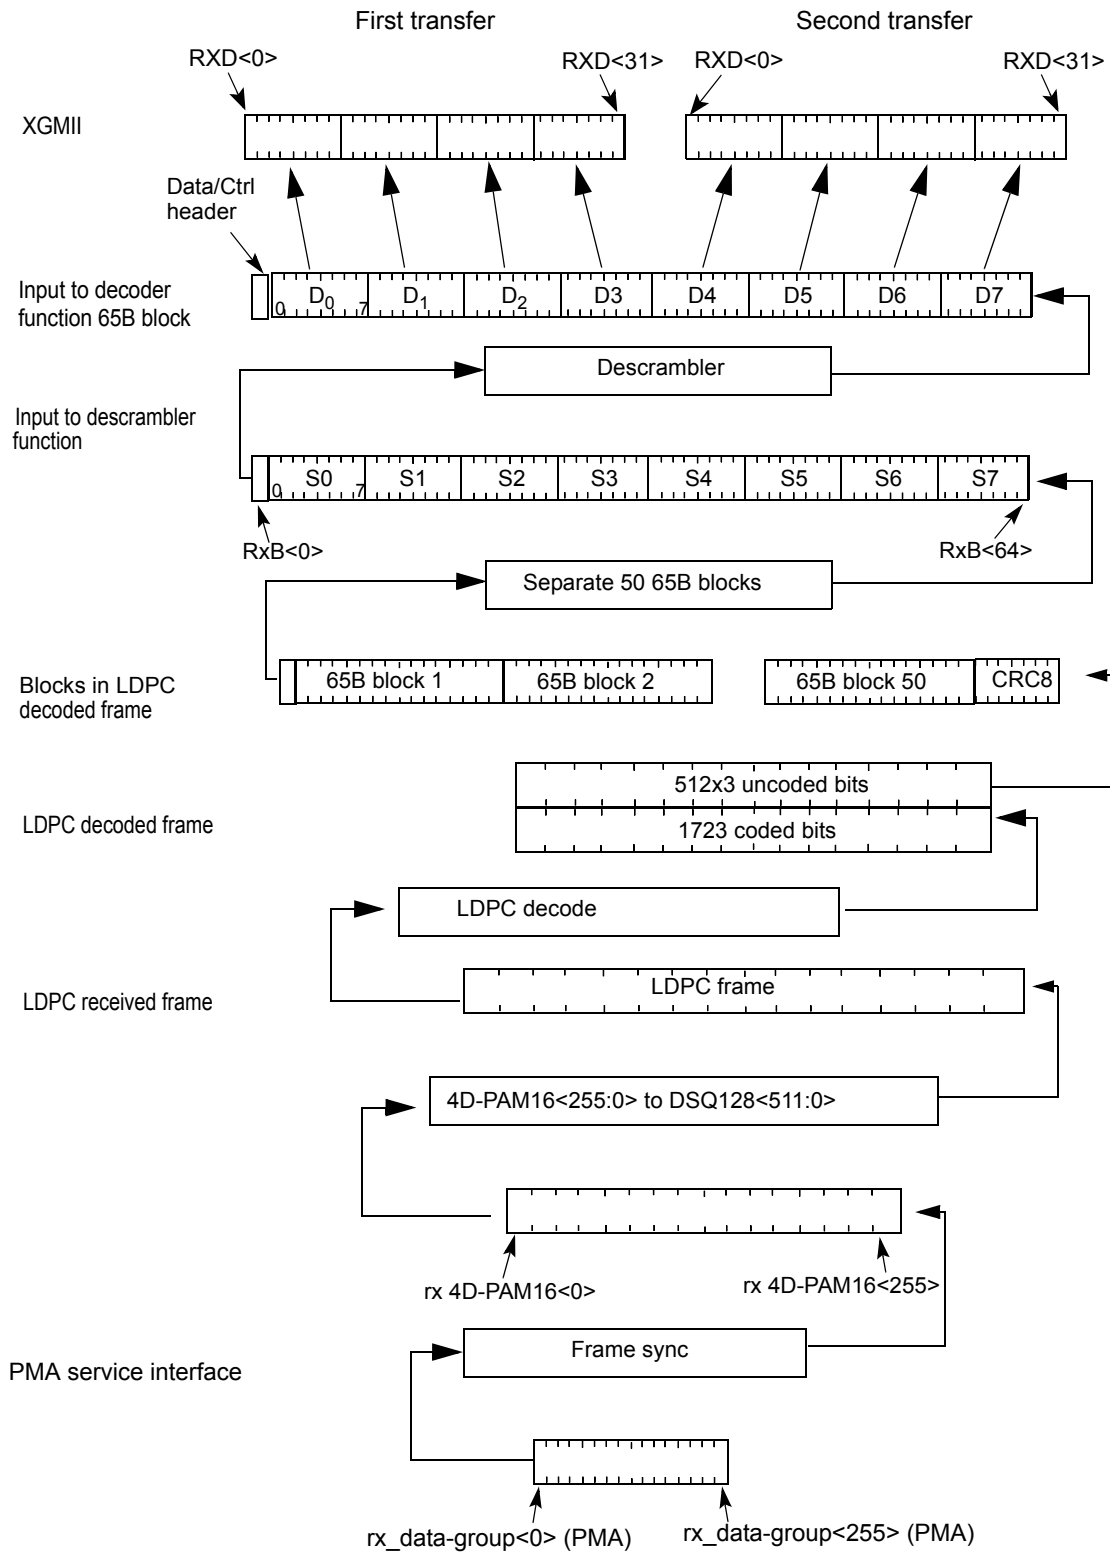 First transfer
Second transfer
RXD<0>
RXD<31>
RXD<0>
RXD<31>
XGMII
Data/Ctrl
header
Input to decoder
function 65B block
0 D0 7
D1
D2
D3
D4
D5
D6
D7
Descrambler
Input to descrambler
function
0 S0 7
S1
S2
S3
S4
S5
S6
S7
RxB<0>
RxB<64>
Separate 50 65B blocks
Blocks in LDPC
decoded frame
65B block 1
65B block 2
65B block 50
CRC8
512x3 uncoded bits
LDPC decoded frame
1723 coded bits
LDPC decode
LDPC received frame
LDPC frame
4D-PAM16<255:0> to DSQ128<511:0>
rx 4D-PAM16<0>
rx 4D-PAM16<255>
Frame sync
PMA service interface
rx_data-group<0> (PMA)
rx_data-group<255> (PMA)